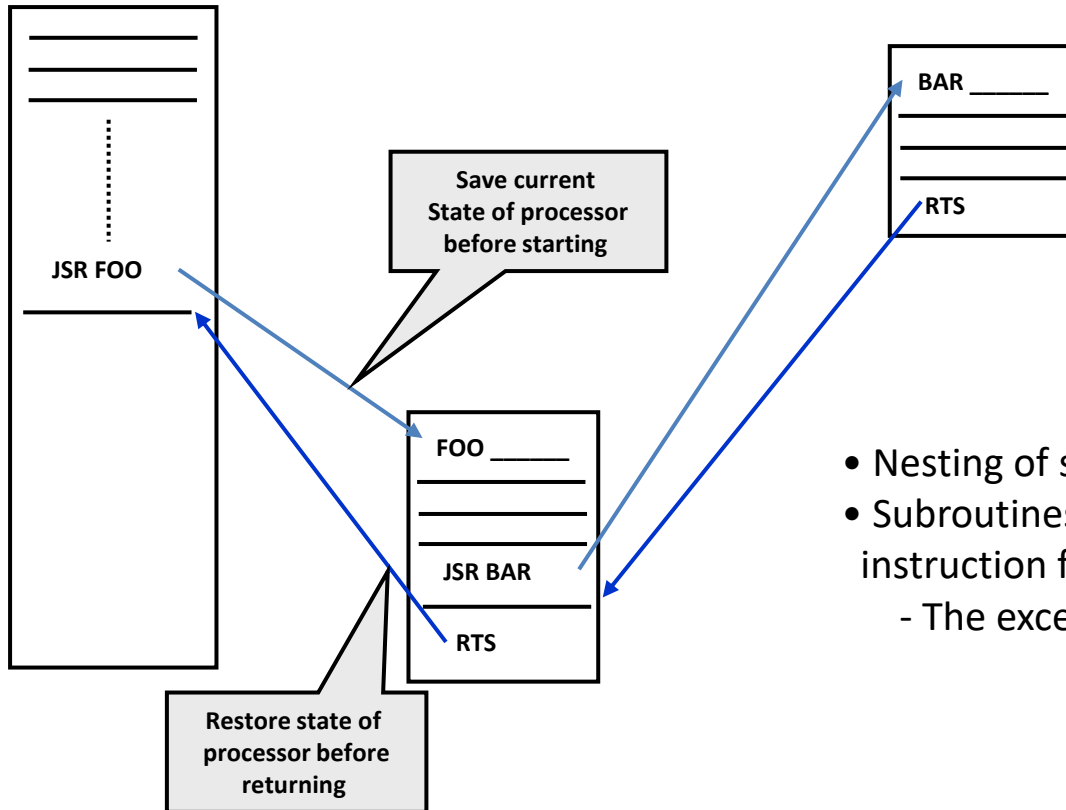 JSR FOO
Save current
State of processor
before starting
BAR ______
RTS
FOO ______
JSR BAR
RTS
Restore state of
processor before
returning
• Nesting of
• Subroutines
instruction
- The